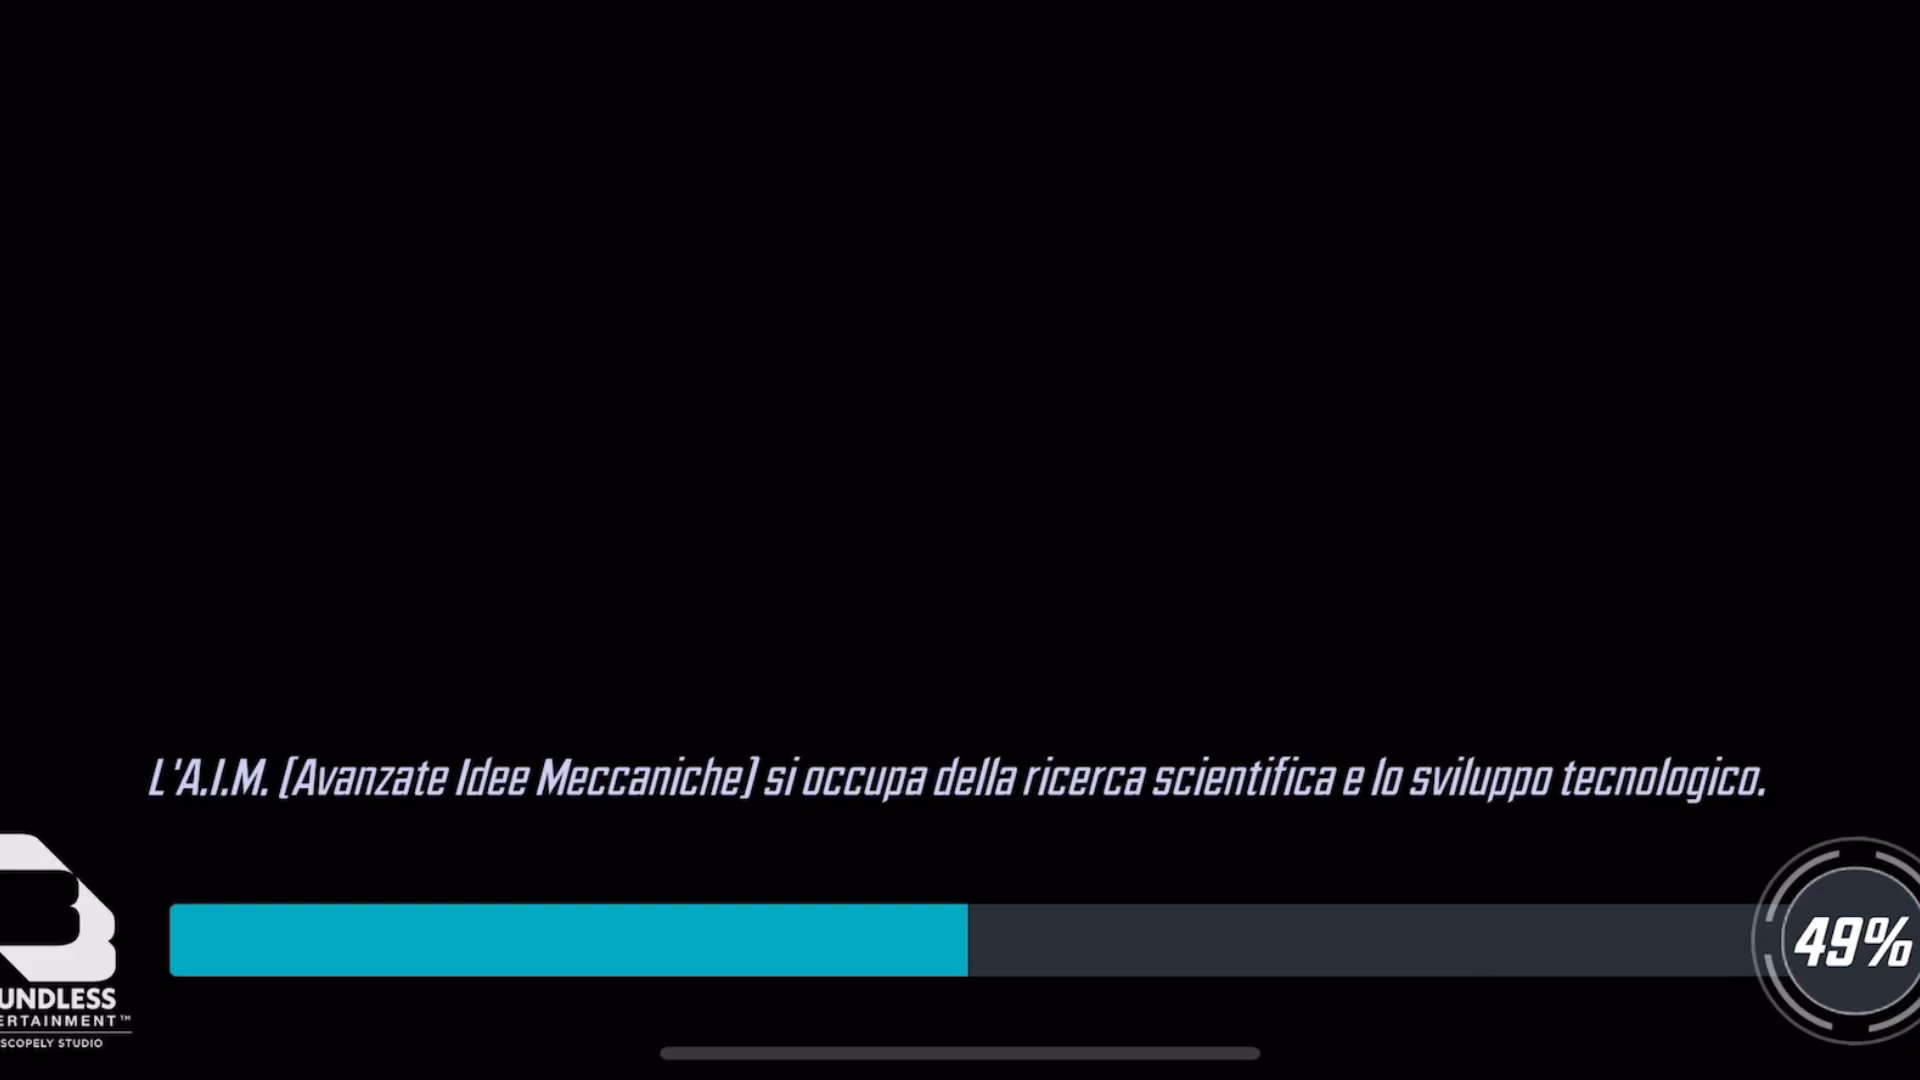 L'A.I.M. (Avanzate Idee Meccaniche) si occupa della ricerca scientifica e lo sviluppo tecnologico.
49%
UNDLESS
ERTAINMENT™
SCOPELY STUDIO